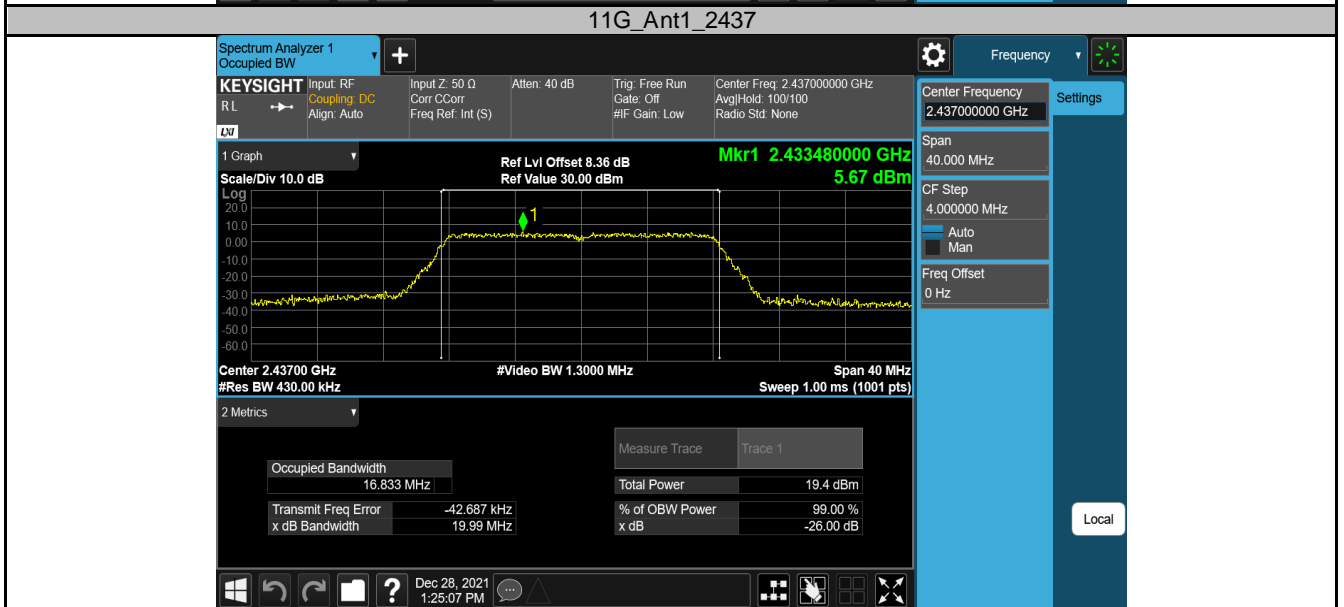 11G_Ant1_2437
Spectrum Analyzer 1
Occupied BW
+
Frequency
KEYSIGHT
R L
LXI
Input: RF
Coupling: DC
Align: Auto
Input Z: 50 Ω
Corr CCorr
Freq Ref: Int (S)
Atten: 40 dB
Trig: Free Run
Gate: Off
#IF Gain: Low
Center Freq: 2.437000000 GHz
Avg|Hold: 100/100
Radio Std: None
Center Frequency
2.437000000 GHz
Settings
Span
40.000 MHz
CF Step
4.000000 MHz
Auto
Man
Freq Offset
0 Hz
Local
1 Graph
Scale/Div 10.0 dB
Ref Lvl Offset 8.36 dB
Ref Value 30.00 dBm
Mkr1 2.433480000 GHz
5.67 dBm
Log
20.0
10.0
0.00
-10.0
-20.0
-30.0
-40.0
-50.0
-60.0
1
Center 2.43700 GHz
#Video BW 1.3000 MHz
Span 40 MHz
#Res BW 430.00 kHz
Sweep 1.00 ms (1001 pts)
2 Metrics
Measure Trace
Trace 1
Occupied Bandwidth
16.833 MHz
Total Power
19.4 dBm
Transmit Freq Error
-42.687 kHz
% of OBW Power
99.00 %
x dB Bandwidth
19.99 MHz
x dB
-26.00 dB
?
Dec 28, 2021
1:25:07 PM